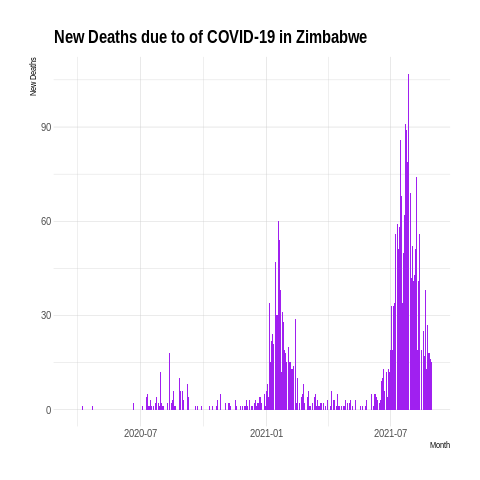 New Deaths due to of COVID-19 in Zimbabwe
New Deaths
90
60
30
0
2020-07
2021-01
2021-07
Month